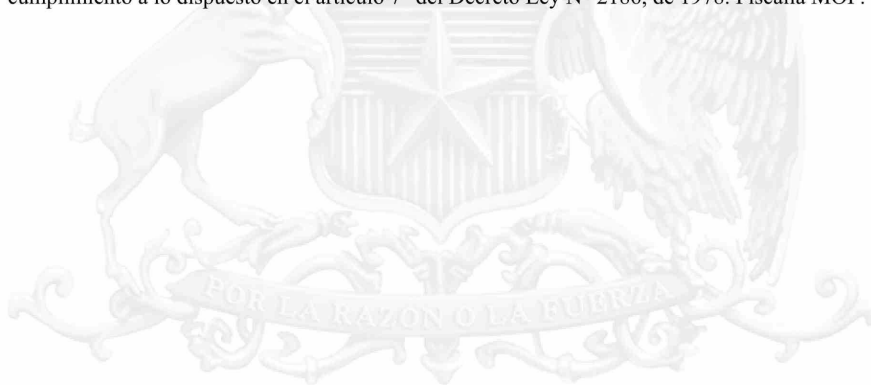 cumplimiento a lo dispuesto en el artículo 7° del Decreto Ley N° 2186, de 1978. Fiscalía MOP.
POR LA RAZÓN O LA FUERZA